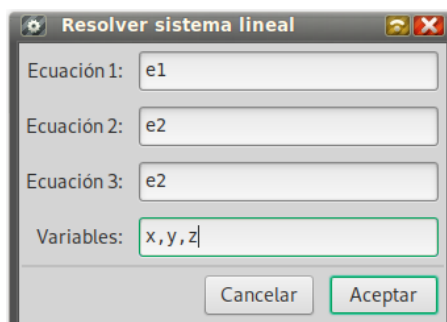 Resolver sistema lineal
Ecuación 1: e1
Ecuación 2: e2
Ecuación 3: e2
Variables: x,y,z
Cancelar Aceptar